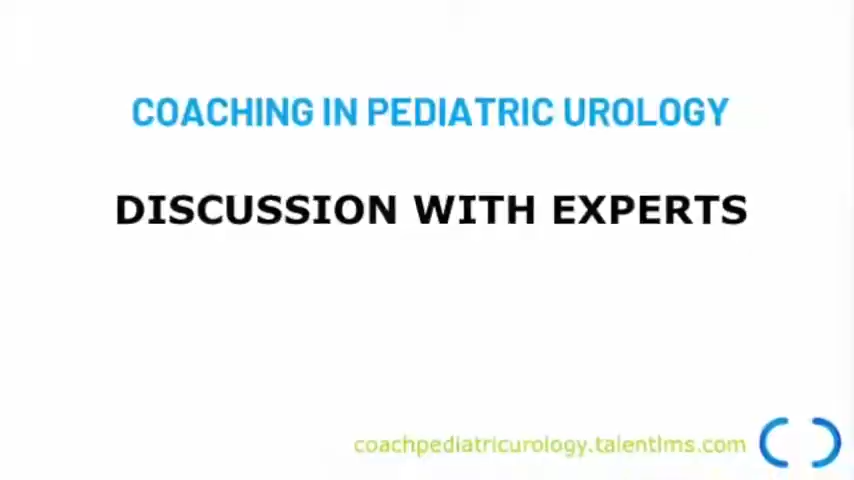 COACHING IN PEDIATRIC UROLOGY
DISCUSSION WITH EXPERTS
coachpediatricurology.talentlms.com